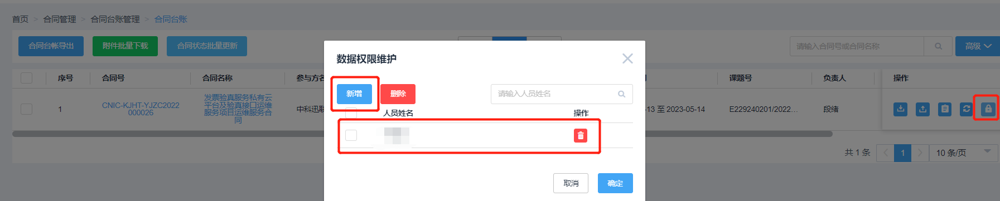 首页 > 合同管理 > 合同台账管理 > 合同台账
合同台帐导出 附件批量下载 合同状态批量更新
请输入合同号或合同名称 高级
数据权限维护
新增 删除 请输入人员姓名
人员姓名 操作
取消 确定
序号 合同号 合同名称 参与方名 课题号 负责人 操作
1
CNIC-KJHT-YJZC2022
000026
发票验真服务私有云
平台及验真接口运维
服务项目运维服务合
同
中科迅联
-13 至 2023-05-14 E229240201/2022... 段绪
共 1 条 < 1 > 10 条/页